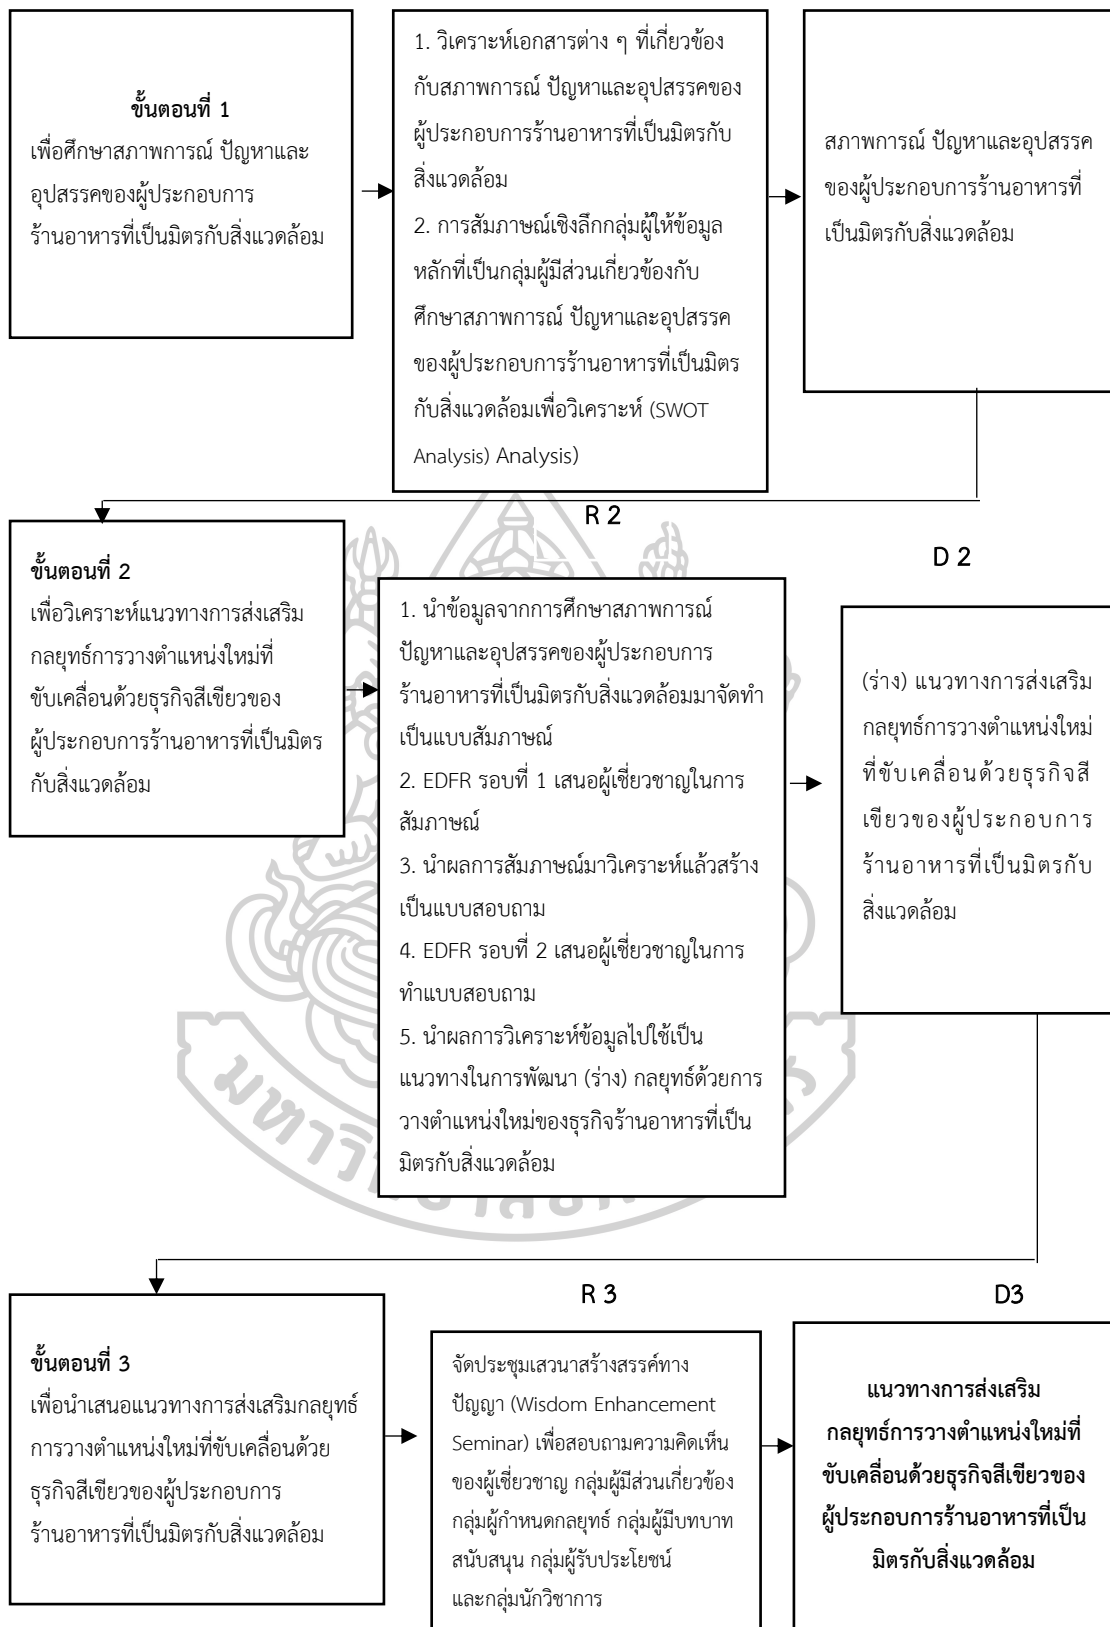 ขั้นตอนที่ 1
เพื่อศึกษาสภาพการณ์ ปัญหาและ
อุปสรรคของผู้ประกอบการ
ร้านอาหารที่เป็นมิตรกับสิ่งแวดล้อม
1. วิเคราะห์เอกสารต่าง ๆ ที่เกี่ยวข้อง
กับสภาพการณ์ ปัญหาและอุปสรรคของ
ผู้ประกอบการร้านอาหารที่เป็นมิตรกับ
สิ่งแวดล้อม
2. การสัมภาษณ์เชิงลึกกลุ่มผู้ให้ข้อมูล
หลักที่เป็นกลุ่มผู้มีส่วนเกี่ยวข้องกับ
ศึกษาสภาพการณ์ ปัญหาและอุปสรรค
ของผู้ประกอบการร้านอาหารที่เป็นมิตร
กับสิ่งแวดล้อมเพื่อวิเคราะห์ (SWOT
Analysis) Analysis)
สภาพการณ์ ปัญหาและอุปสรรค
ของผู้ประกอบการร้านอาหารที่
เป็นมิตรกับสิ่งแวดล้อม
R 2
D 2
ขั้นตอนที่ 2
เพื่อวิเคราะห์แนวทางการส่งเสริม
กลยุทธ์การวางตำแหน่งใหม่ที่
ขับเคลื่อนด้วยธุรกิจสีเขียวของ
ผู้ประกอบการร้านอาหารที่เป็นมิตร
กับสิ่งแวดล้อม
1. นำข้อมูลจากการศึกษาสภาพการณ์
ปัญหาและอุปสรรคของผู้ประกอบการ
ร้านอาหารที่เป็นมิตรกับสิ่งแวดล้อมมาจัดทำ
เป็นแบบสัมภาษณ์
2. EDFR รอบที่ 1 เสนอผู้เชี่ยวชาญในการ
สัมภาษณ์
3. นำผลการสัมภาษณ์มาวิเคราะห์แล้วสร้าง
เป็นแบบสอบถาม
4. EDFR รอบที่ 2 เสนอผู้เชี่ยวชาญในการ
ทำแบบสอบถาม
5. นำผลการวิเคราะห์ข้อมูลไปใช้เป็น
แนวทางในการพัฒนา (ร่าง) กลยุทธ์ด้วยการ
วางตำแหน่งใหม่ของธุรกิจร้านอาหารที่เป็น
มิตรกับสิ่งแวดล้อม
(ร่าง) แนวทางการส่งเสริม
กลยุทธ์การวางตำแหน่งใหม่
ที่ขับเคลื่อนด้วยธุรกิจสี
เขียวของผู้ประกอบการ
ร้านอาหารที่เป็นมิตรกับ
สิ่งแวดล้อม
R 3
D3
ขั้นตอนที่ 3
เพื่อนำเสนอแนวทางการส่งเสริมกลยุทธ์
การวางตำแหน่งใหม่ที่ขับเคลื่อนด้วย
ธุรกิจสีเขียวของผู้ประกอบการ
ร้านอาหารที่เป็นมิตรกับสิ่งแวดล้อม
จัดประชุมเสวนาสร้างสรรค์ทาง
ปัญญา (Wisdom Enhancement
Seminar) เพื่อสอบถามความคิดเห็น
ของผู้เชี่ยวชาญ กลุ่มผู้มีส่วนเกี่ยวข้อง
กลุ่มผู้กำหนดกลยุทธ์ กลุ่มผู้มีบทบาท
สนับสนุน กลุ่มผู้รับประโยชน์
และกลุ่มนักวิชาการ
แนวทางการส่งเสริม
กลยุทธ์การวางตำแหน่งใหม่ที่
ขับเคลื่อนด้วยธุรกิจสีเขียวของ
ผู้ประกอบการร้านอาหารที่เป็น
มิตรกับสิ่งแวดล้อม